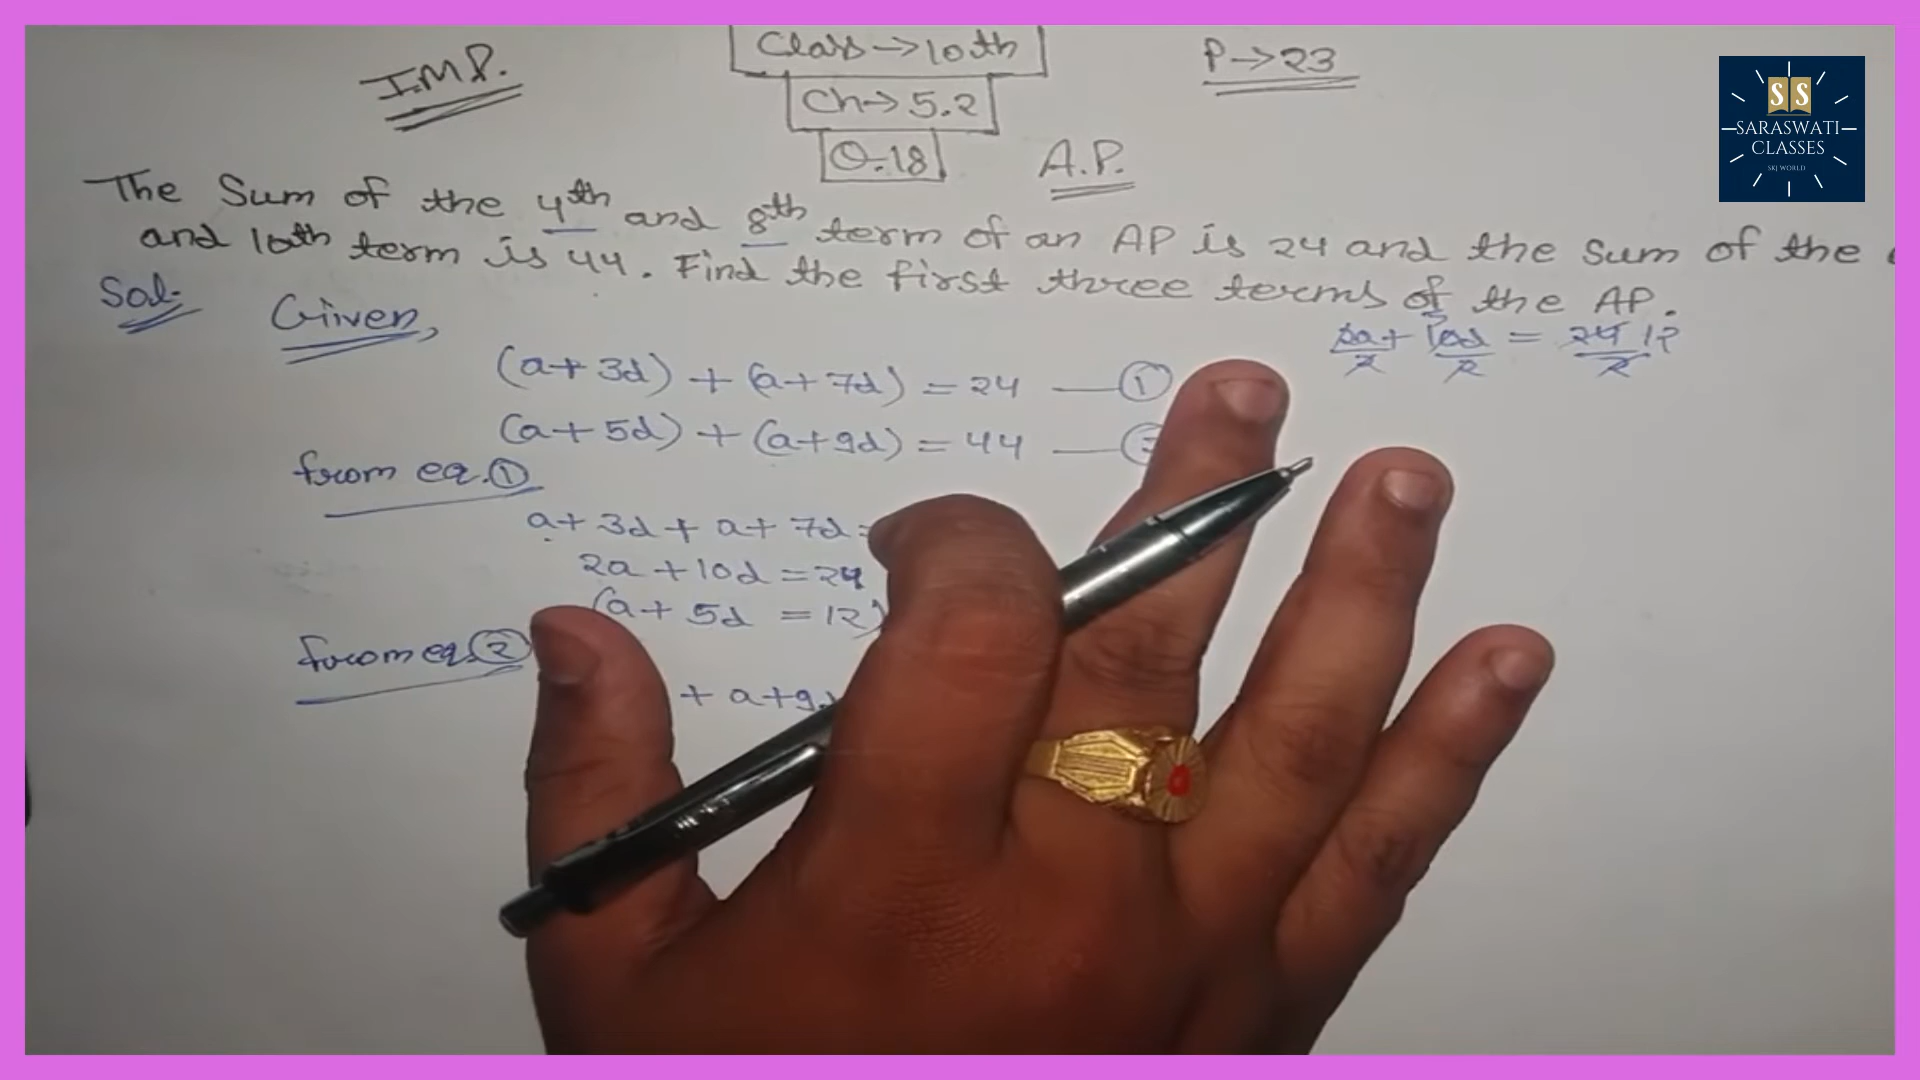 I.M.P.
Class → 10th
P → 23
Ch → 5.2
Q.18
A.P.
SS
SARASWATI
CLASSES
SKJ WORLD
The Sum of the 4th and 8th term of an AP is 24 and the Sum of the
and 10th term is 44. Find the first three terms of the AP.
Sol.
Given,
2a/2 + 10d/2 5 = 24/2 12
(a+3d) + (a+7d) = 24 — ①
(a+5d) + (a+9d) = 44 —
from eq. ①
a+3d+a+7d =
2a+10d = 24
(a+5d = 12)
from eq. ②
+ a+9